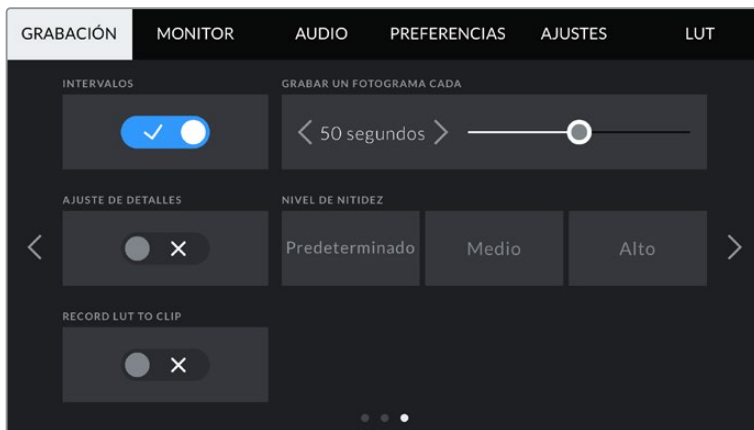 GRABACIÓN MONITOR AUDIO PREFERENCIAS AJUSTES LUT
INTERVALOS GRABAR UN FOTOGRAMA CADA
50 segundos
AJUSTE DE DETALLES NIVEL DE NITIDEZ
Predeterminado Medio Alto
RECORD LUT TO CLIP